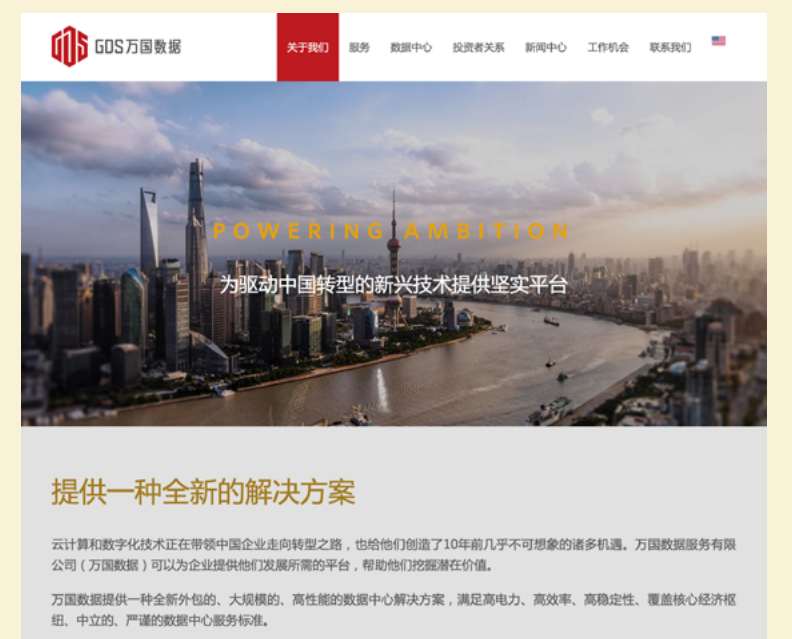 GDS万国数据
关于我们 服务 数据中心 投资者关系 新闻中心 工作机会 联系我们
POWERING AMBITION
为驱动中国转型的新兴技术提供坚实平台
提供一种全新的解决方案
云计算和数字化技术正在带领中国企业走向转型之路，也给他们创造了10年前几乎不可想象的诸多机遇。万国数据服务有限
公司（万国数据）可以为企业提供他们发展所需的平台，帮助他们挖掘潜在价值。
万国数据提供一种全新外包的、大规模的、高性能的数据中心解决方案，满足高电力、高效率、高稳定性、覆盖核心经济枢
纽、中立的、严谨的数据中心服务标准。